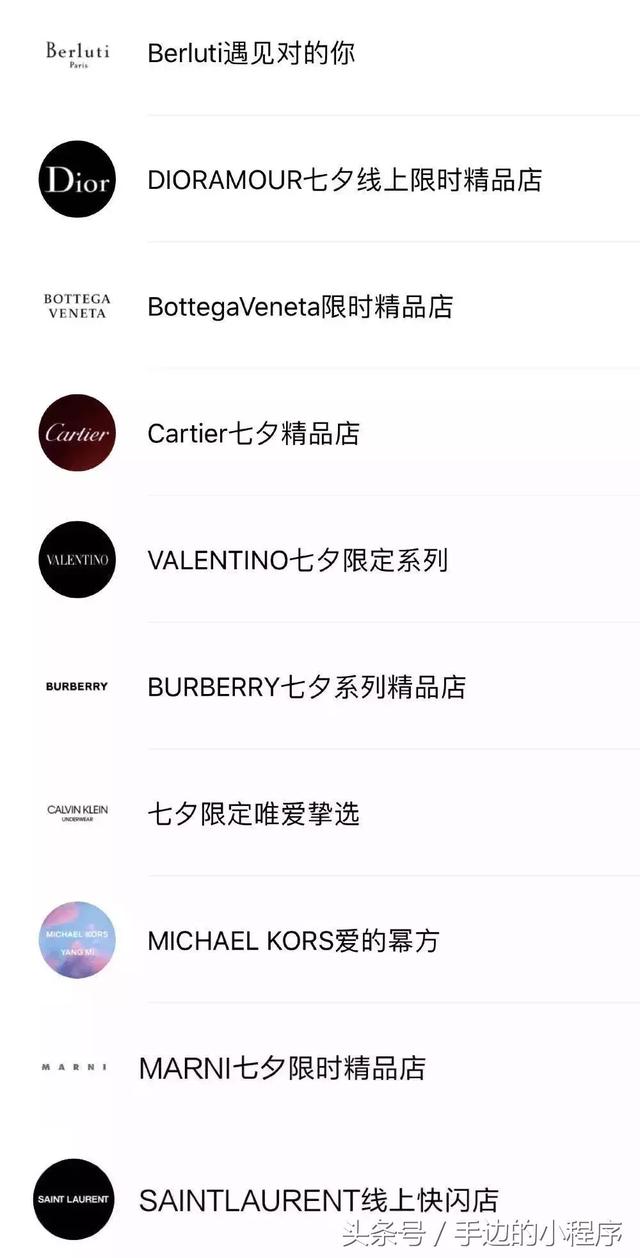 Berluti
Paris
Berluti遇见对的你
Dior
DIORAMOUR七夕线上限时精品店
BOTTEGA
VENETA
BottegaVeneta限时精品店
Cartier
Cartier七夕精品店
VALENTINO
VALENTINO七夕限定系列
BURBERRY
BURBERRY七夕系列精品店
CALVIN KLEIN
UNDERWEAR
七夕限定唯爱挚选
MICHAEL KORS
YANG MI
MICHAEL KORS爱的幂方
MARNI
MARNI七夕限时精品店
SAINT LAURENT
SAINTLAURENT线上快闪店
头条号 / 手边的小程序